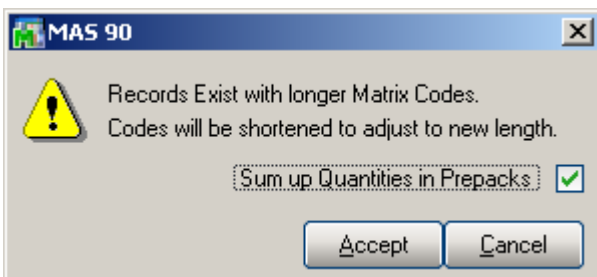 MAS 90
Records Exist with longer Matrix Codes.
Codes will be shortened to adjust to new length.
Sum up Quantities in Prepacks
Accept Cancel